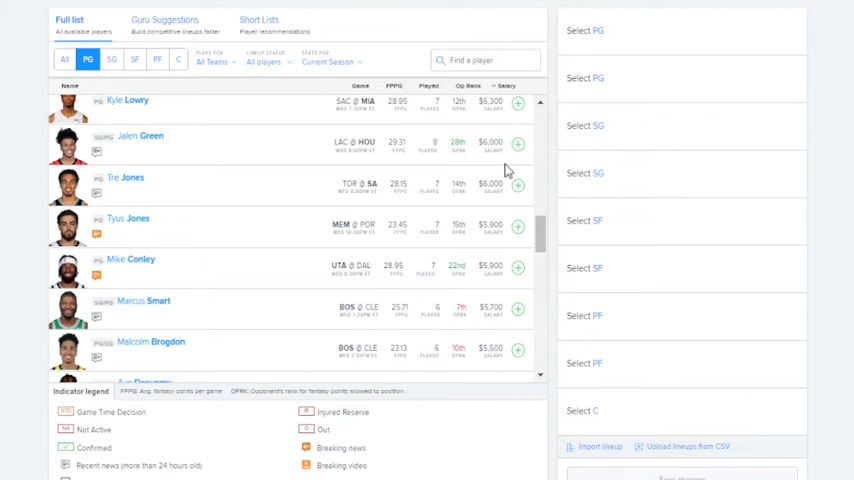 Full list
All available players
Guru Suggestions
Build competitive lineups faster
Short Lists
Player recommendations
All PG SG SF PF C
PLAYS FOR
All Teams
LINEUP STATUS
All players
STATS FOR
Current Season
Find a player
Name Game FPPG Played Op Rank Salary
PG Kyle Lowry SAC @ MIA 28.95 7 12th $6,300
WED 7:30PM ET FPPG PLAYED OPRK SALARY
SG/PG Jalen Green LAC @ HOU 29.31 8 28th $6,000
WED 8:00PM ET FPPG PLAYED OPRK SALARY
PG Tre Jones TOR @ SA 28.15 7 14th $6,000
WED 8:00PM ET FPPG PLAYED OPRK SALARY
PG Tyus Jones MEM @ POR 23.45 7 15th $5,900
WED 10:00PM ET FPPG PLAYED OPRK SALARY
PG Mike Conley UTA @ DAL 28.95 7 22nd $5,900
WED 7:30PM ET FPPG PLAYED OPRK SALARY
SG/PG Marcus Smart BOS @ CLE 25.71 6 7th $5,700
WED 7:30PM ET FPPG PLAYED OPRK SALARY
PG/SG Malcolm Brogdon BOS @ CLE 23.13 6 10th $5,500
WED 7:30PM ET FPPG PLAYED OPRK SALARY
Indicator legend FPPG: Avg. fantasy points per game OPRK: Opponent's rank for fantasy points allowed to position
GTD Game Time Decision
NA Not Active
Confirmed
Recent news (more than 24 hours old)
IR Injured Reserve
O Out
Breaking news
Breaking video
Select PG
Select PG
Select SG
Select SG
Select SF
Select SF
Select PF
Select PF
Select C
Import lineup Upload lineups from CSV
Save changes